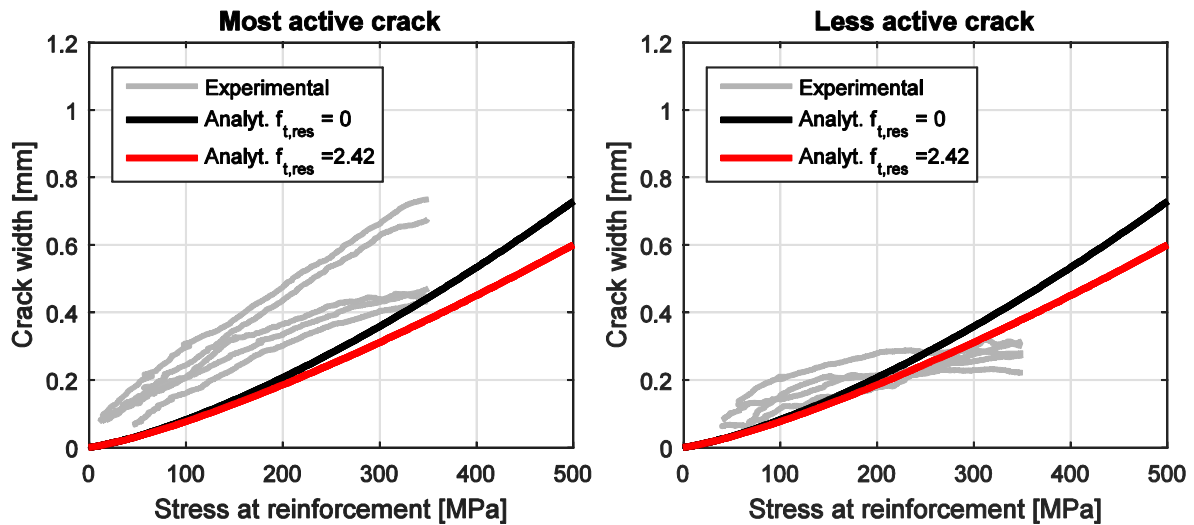 Most active crack
1.2
1
0.8
0.6
0.4
0.2
0
Crack width [mm]
Experimental
Analyt. f_t,res = 0
Analyt. f_t,res =2.42
0 100 200 300 400 500
Stress at reinforcement [MPa]
Less active crack
1.2
1
0.8
0.6
0.4
0.2
0
Crack width [mm]
Experimental
Analyt. f_t,res = 0
Analyt. f_t,res =2.42
0 100 200 300 400 500
Stress at reinforcement [MPa]